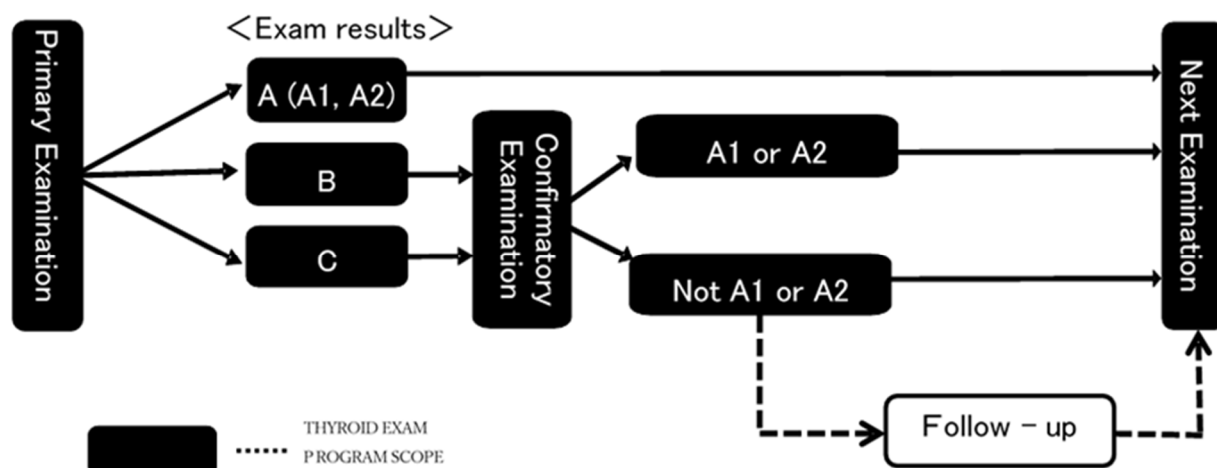 Primary Examination
<Exam results>
A (A1, A2)
B
C
Confirmatory
Examination
A1 or A2
Not A1 or A2
Follow – up
Next Examination
THYROID EXAM
PROGRAM SCOPE